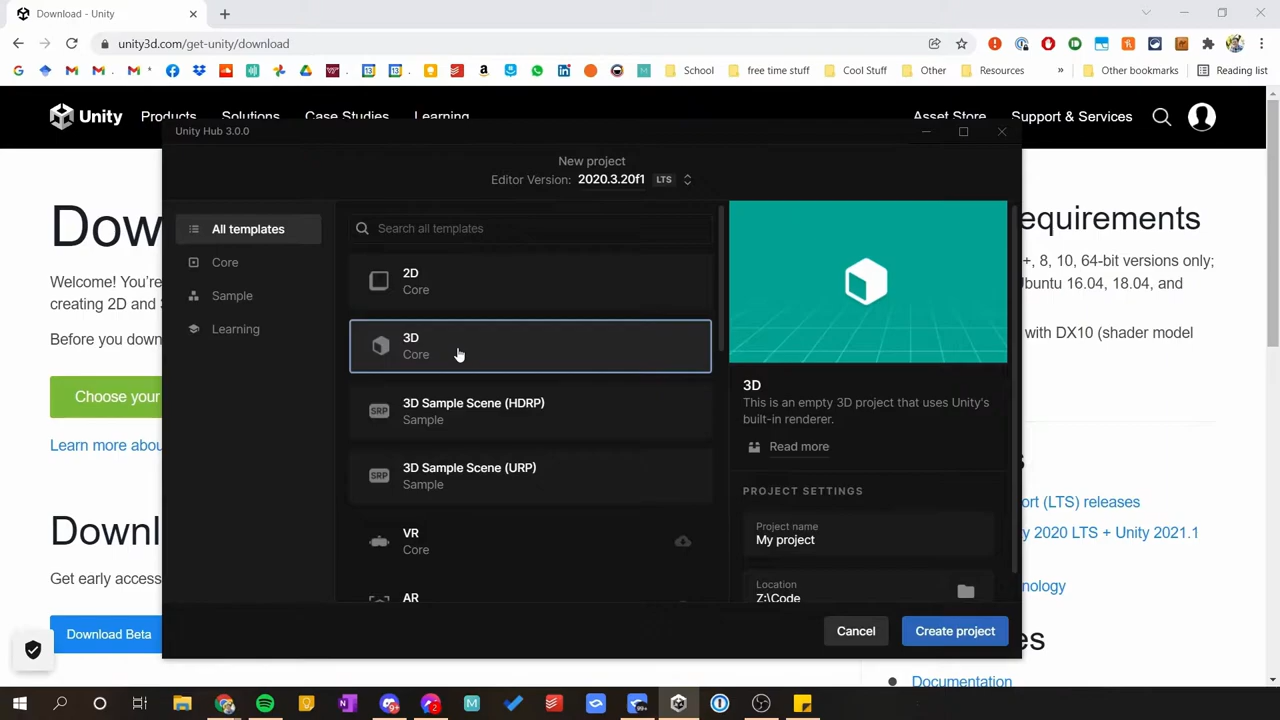 Download - Unity
unity3d.com/get-unity/download
School
free time stuff
Cool Stuff
Other
Resources
»
Other bookmarks
Reading list
Unity
Products
Solutions
Case Studies
Learning
Asset Store
Support & Services
Unity Hub 3.0.0
New project
Editor Version: 2020.3.20f1 LTS
All templates
Core
Sample
Learning
Search all templates
2D
Core
3D
Core
3D Sample Scene (HDRP)
Sample
3D Sample Scene (URP)
Sample
VR
Core
AR
SRP
SRP
3D
This is an empty 3D project that uses Unity's
built-in renderer.
Read more
PROJECT SETTINGS
Project name
My project
Location
Z:\Code
Cancel
Create project
Dow
Welcome! You're
creating 2D and 3
Before you down
Choose your
Learn more abou
Downl
Get early access
Download Beta
equirements
+, 8, 10, 64-bit versions only;
buntu 16.04, 18.04, and
with DX10 (shader model
s
ort (LTS) releases
y 2020 LTS + Unity 2021.1
nology
es
Documentation